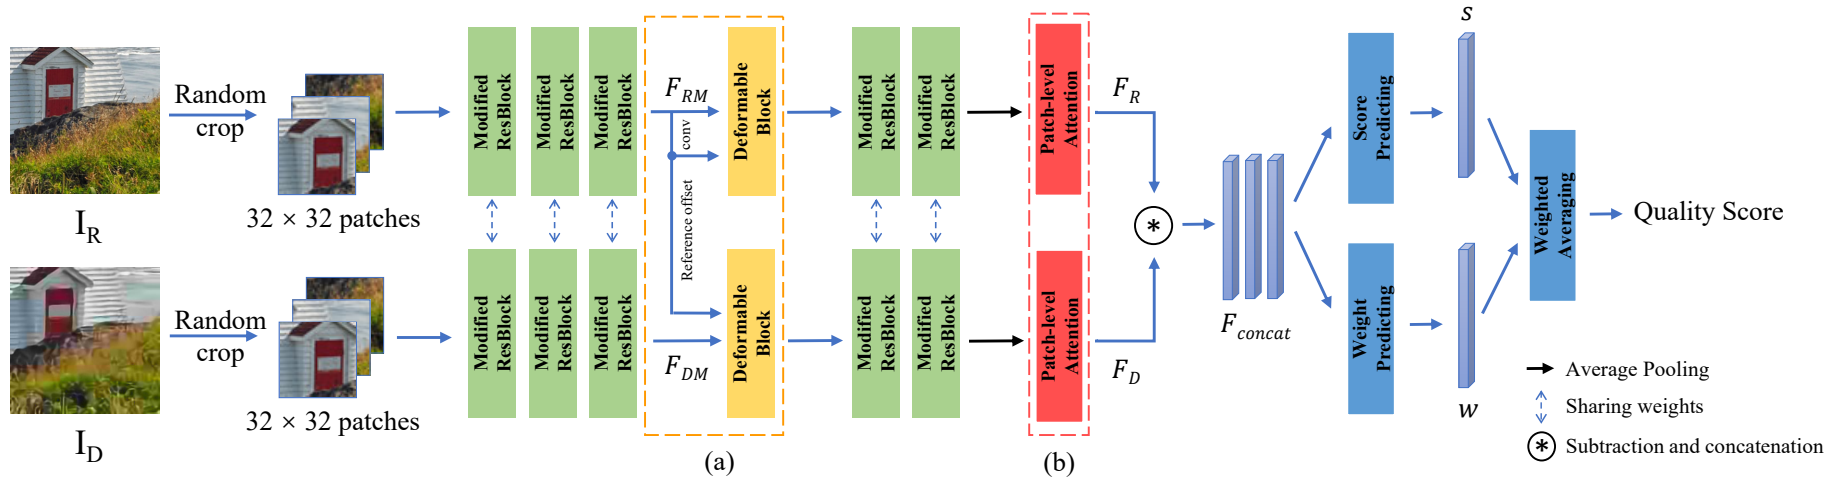 I_R
Random
crop
32 × 32 patches
Modified
ResBlock
Modified
ResBlock
Modified
ResBlock
F_RM
conv
Reference offset
Deformable
Block
Modified
ResBlock
Modified
ResBlock
Patch-level
Attention
F_R
I_D
Random
crop
32 × 32 patches
Modified
ResBlock
Modified
ResBlock
Modified
ResBlock
F_DM
Deformable
Block
Modified
ResBlock
Modified
ResBlock
Patch-level
Attention
F_D
(a)
(b)
*
F_concat
Score
Predicting
s
Weight
Predicting
w
Weighted
Averaging
Quality Score
Average Pooling
Sharing weights
* Subtraction and concatenation